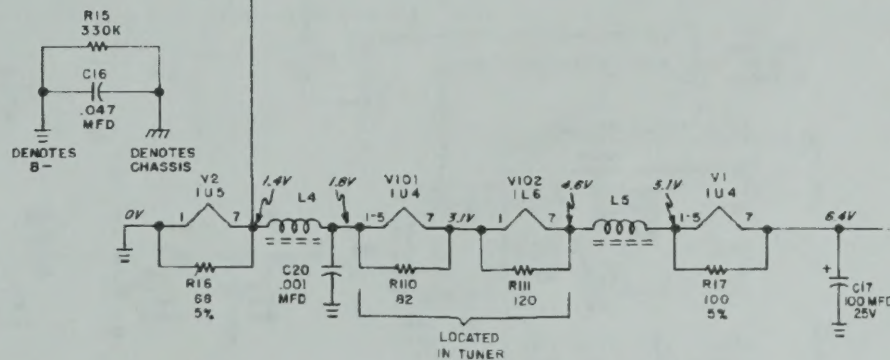 R15
330K
C16
.047
MFD
DENOTES
B-
DENOTES
CHASSIS
V2
1U5
0V
1
7
1.4V
L4
1.8V
V101
1U4
1-5
7
3.1V
V102
1L6
1
7
4.6V
L5
5.1V
V1
1U4
1-5
7
6.4V
R16
68
5%
C20
.001
MFD
R110
82
R111
120
R17
100
5%
+
C17
100 MFD
25V
LOCATED
IN TUNER